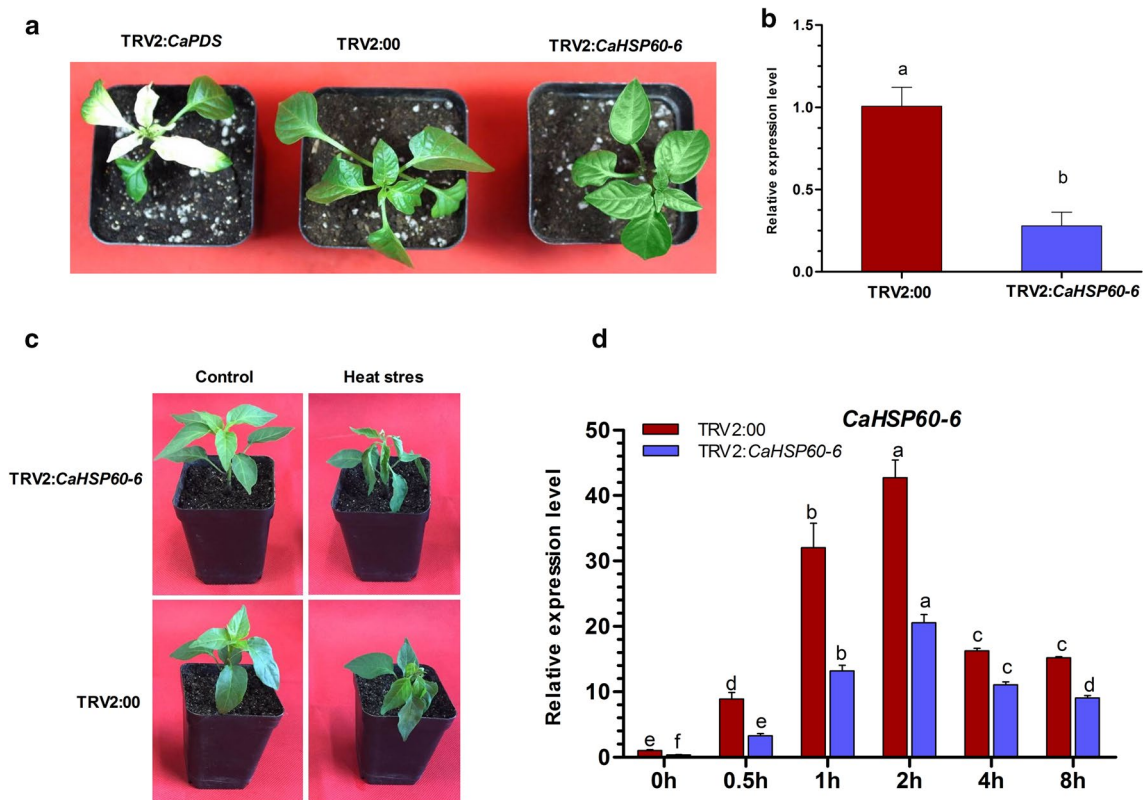 a
TRV2:CaPDS
TRV2:00
TRV2:CaHSP60-6
b
Relative expression level
1.5
1.0
0.5
0.0
a
b
TRV2:00
TRV2:CaHSP60-6
c
Control
Heat stres
TRV2:CaHSP60-6
TRV2:00
d
CaHSP60-6
TRV2:00
TRV2:CaHSP60-6
Relative expression level
50
40
30
20
10
0
e
f
d
e
b
b
a
a
c
c
c
d
0h
0.5h
1h
2h
4h
8h